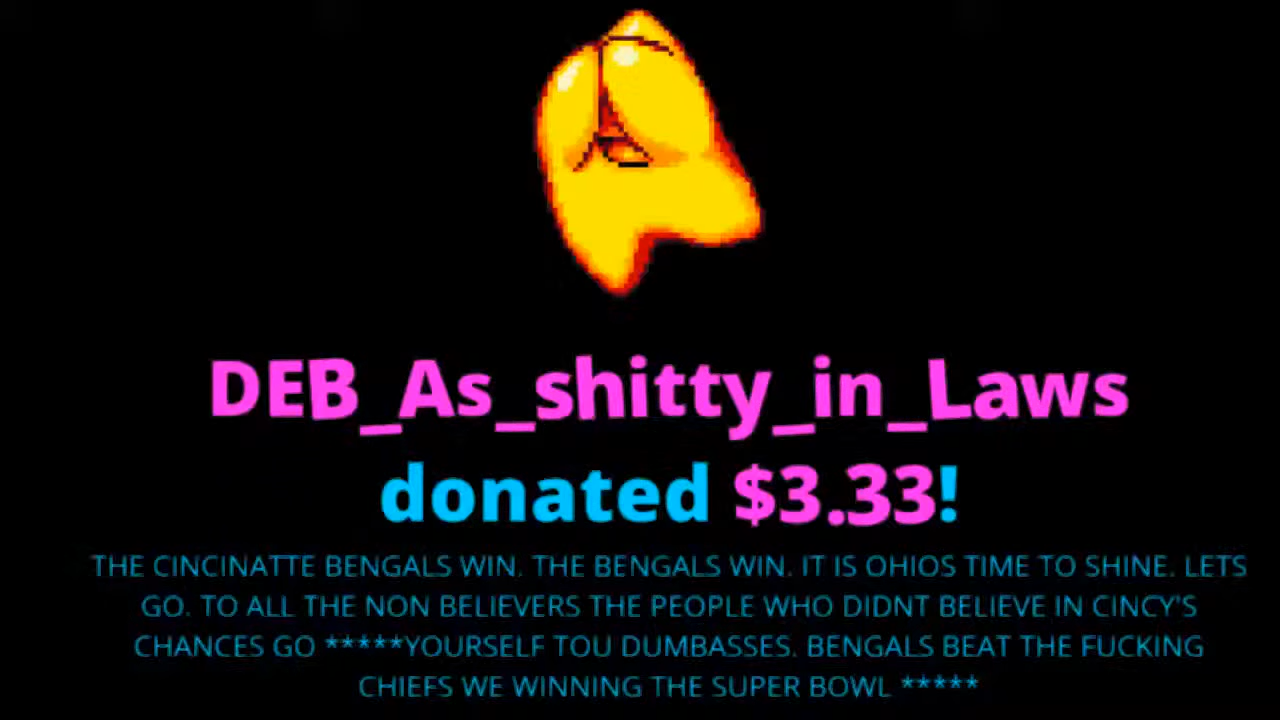 DEB_As_shitty_in_Laws
donated $3.33!
THE CINCINATTE BENGALS WIN. THE BENGALS WIN. IT IS OHIOS TIME TO SHINE. LETS
GO. TO ALL THE NON BELIEVERS THE PEOPLE WHO DIDNT BELIEVE IN CINCY'S
CHANCES GO *****YOURSELF TOU DUMBASSES. BENGALS BEAT THE FUCKING
CHIEFS WE WINNING THE SUPER BOWL *****